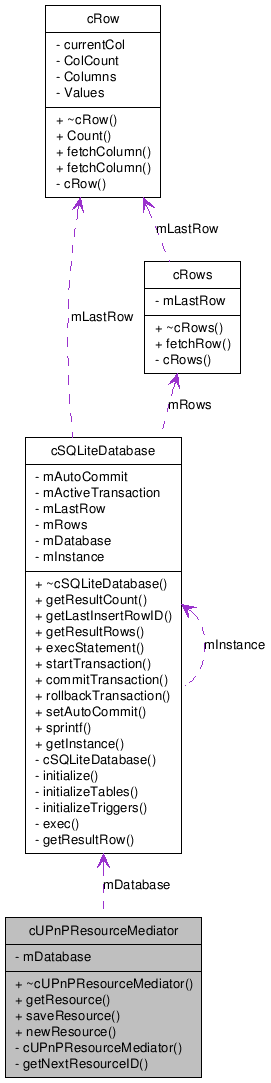 cRow
- currentCol
- ColCount
- Columns
- Values
+ ~cRow()
+ Count()
+ fetchColumn()
+ fetchColumn()
- cRow()
mLastRow
cRows
- mLastRow
+ ~cRows()
+ fetchRow()
- cRows()
mLastRow
mRows
cSQLiteDatabase
- mAutoCommit
- mActiveTransaction
- mLastRow
- mRows
- mDatabase
- mInstance
+ ~cSQLiteDatabase()
+ getResultCount()
+ getLastInsertRowID()
+ getResultRows()
+ execStatement()
+ startTransaction()
+ commitTransaction()
+ rollbackTransaction()
+ setAutoCommit()
+ sprintf()
+ getInstance()
- cSQLiteDatabase()
- initialize()
- initializeTables()
- initializeTriggers()
- exec()
- getResultRow()
mInstance
mDatabase
cUPnPResourceMediator
- mDatabase
+ ~cUPnPResourceMediator()
+ getResource()
+ saveResource()
+ newResource()
- cUPnPResourceMediator()
- getNextResourceID()